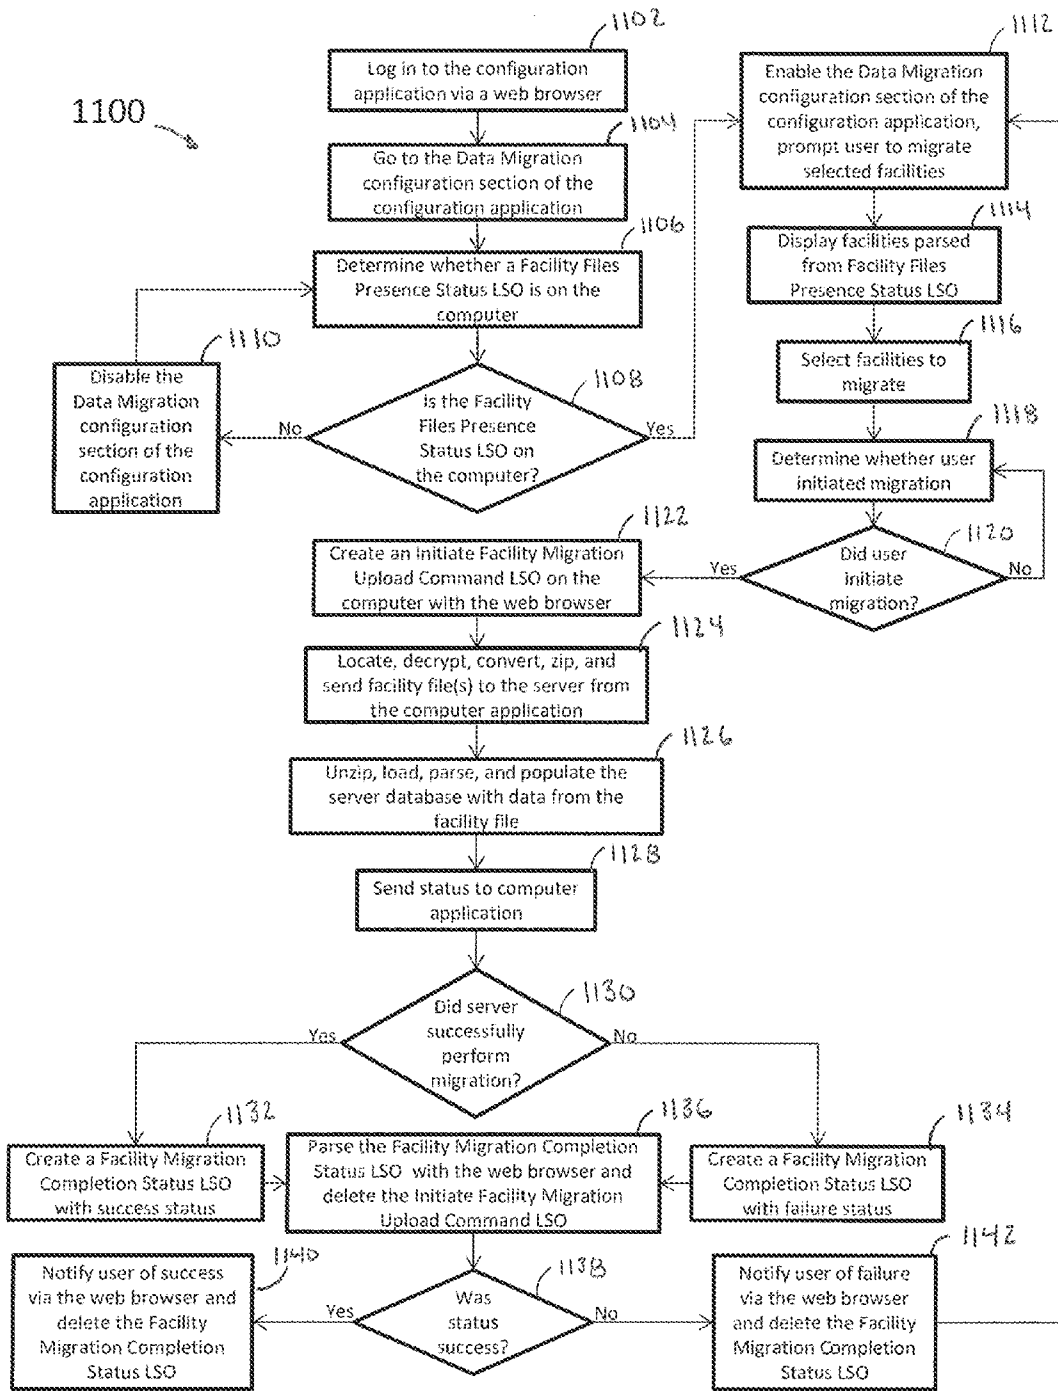 1100
1102
Log in to the configuration
application via a web browser
1104
Go to the Data Migration
configuration section of the
configuration application
1106
Determine whether a Facility Files
Presence Status LSO is on the
computer
1110
Disable the
Data Migration
configuration
section of the
configuration
application
1108
Is the Facility
Files Presence
Status LSO on
the computer?
No
Yes
1112
Enable the Data Migration
configuration section of the
configuration application,
prompt user to migrate
selected facilities
1114
Display facilities parsed
from Facility Files
Presence Status LSO
1116
Select facilities to
migrate
1118
Determine whether user
initiated migration
1120
Did user
initiate
migration?
Yes
No
1122
Create an Initiate Facility Migration
Upload Command LSO on the
computer with the web browser
1124
Locate, decrypt, convert, zip, and
send facility file(s) to the server from
the computer application
1126
Unzip, load, parse, and populate the
server database with data from the
facility file
1128
Send status to computer
application
1130
Did server
successfully
perform
migration?
Yes
No
1132
Create a Facility Migration
Completion Status LSO
with success status
1136
Parse the Facility Migration Completion
Status LSO with the web browser and
delete the Initiate Facility Migration
Upload Command LSO
1134
Create a Facility Migration
Completion Status LSO
with failure status
1140
Notify user of success
via the web browser and
delete the Facility
Migration Completion
Status LSO
1138
Was
status
success?
Yes
No
1142
Notify user of failure
via the web browser
and delete the Facility
Migration Completion
Status LSO